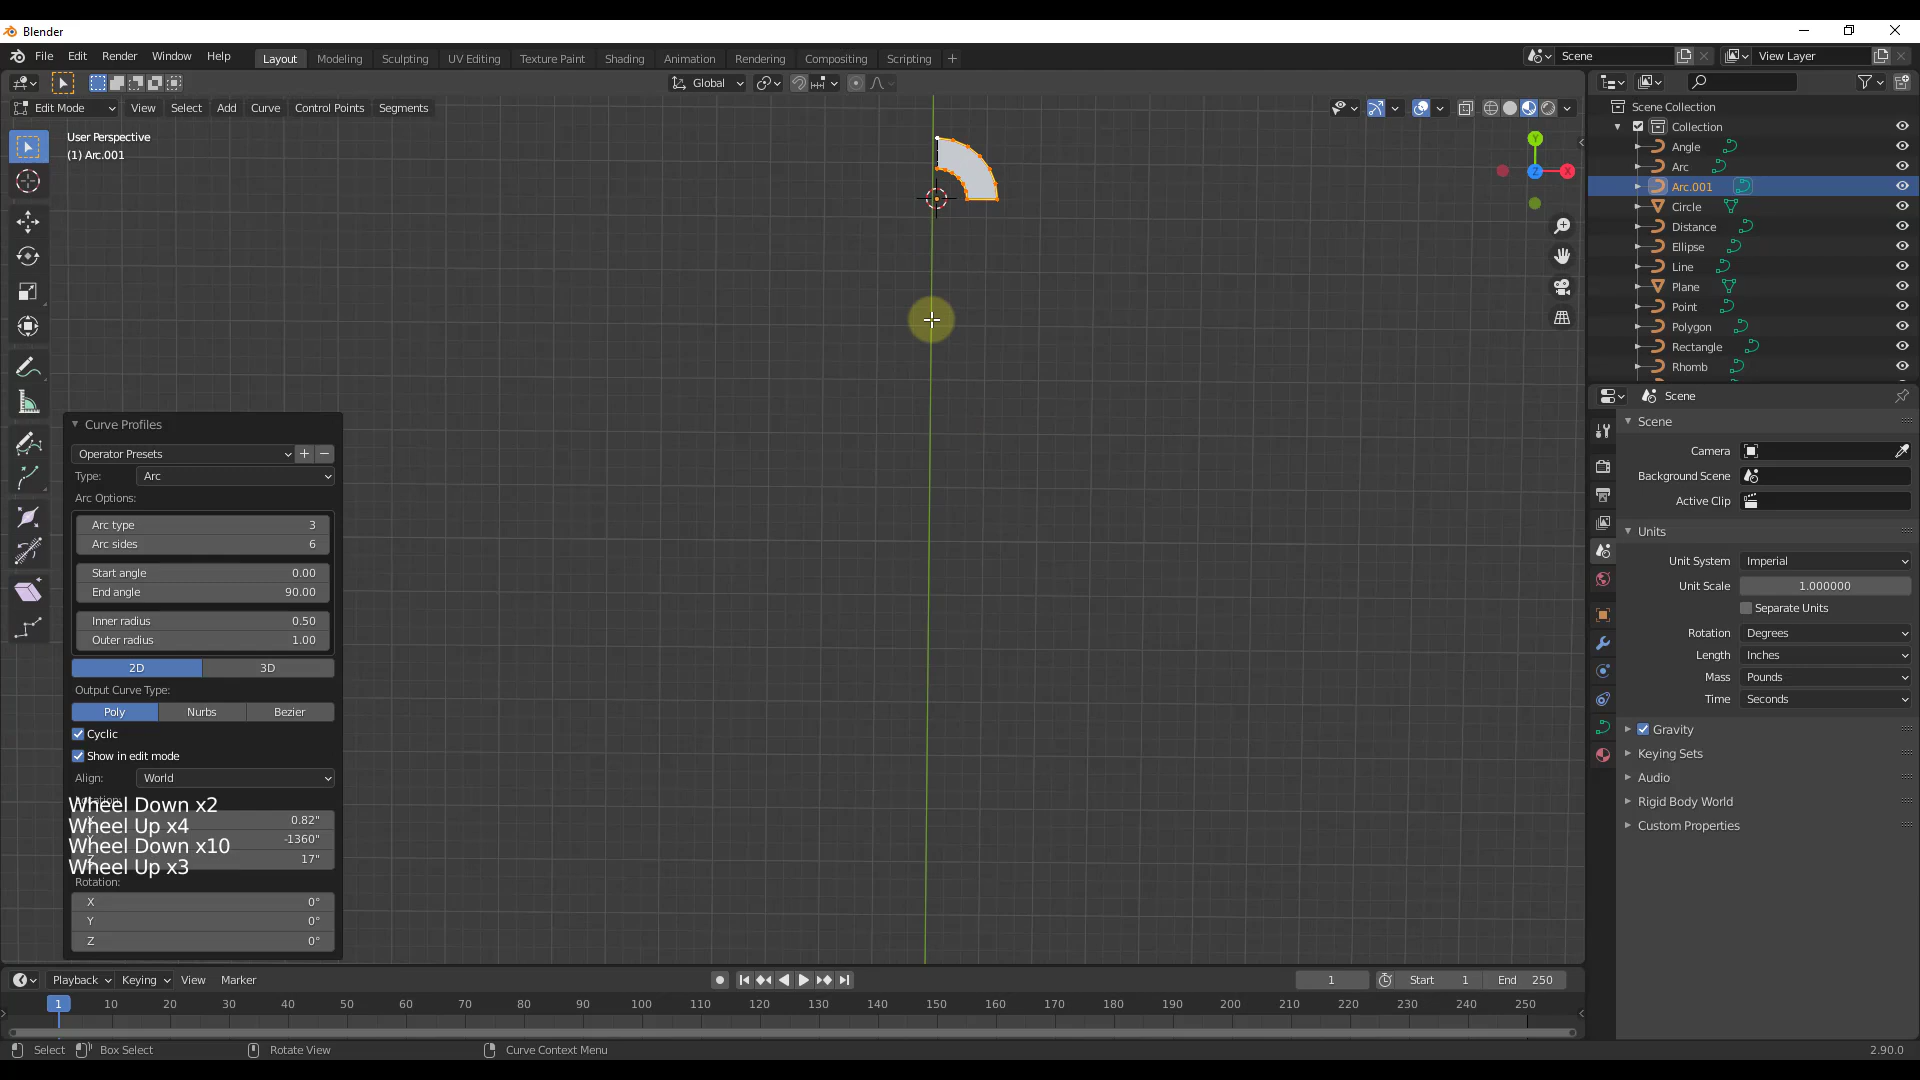 Blender
File Edit Render Window Help
Layout Modeling Sculpting UV Editing Texture Paint Shading Animation Rendering Compositing Scripting
Scene
View Layer
Global
Edit Mode View Select Add Curve Control Points Segments
User Perspective
(1) Arc.001
Y
X
Z
Scene Collection
Collection
Angle
Arc
Arc.001
Circle
Distance
Ellipse
Line
Plane
Point
Polygon
Rectangle
Rhomb
Scene
Scene
Camera
Background Scene
Active Clip
Units
Unit System Imperial
Unit Scale 1.000000
Separate Units
Rotation Degrees
Length Inches
Mass Pounds
Time Seconds
Gravity
Keying Sets
Audio
Rigid Body World
Custom Properties
Curve Profiles
Operator Presets
Type: Arc
Arc Options:
Arc type 3
Arc sides 6
Start angle 0.00
End angle 90.00
Inner radius 0.50
Outer radius 1.00
2D 3D
Output Curve Type:
Poly Nurbs Bezier
Cyclic
Show in edit mode
Align: World
Wheel Down x2
0.82"
Wheel Up x4
-1360"
Wheel Down x10
17"
Wheel Up x3
Rotation:
X 0°
Y 0°
Z 0°
Playback Keying View Marker
1 Start 1 End 250
1 10 20 30 40 50 60 70 80 90 100 110 120 130 140 150 160 170 180 190 200 210 220 230 240 250
Select Box Select Rotate View Curve Context Menu 2.90.0